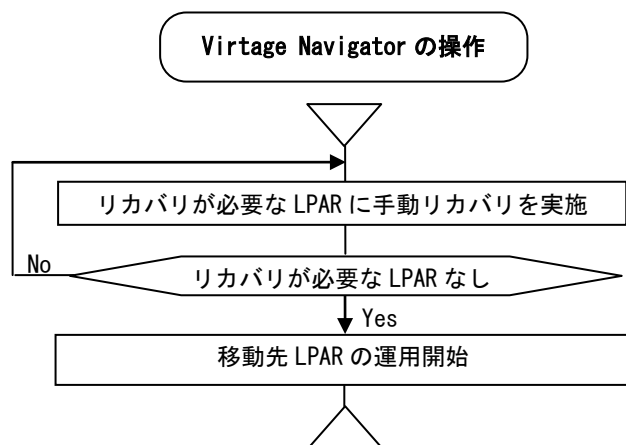 Virtage Navigator の操作
リカバリが必要な LPAR に手動リカバリを実施
No
リカバリが必要な LPAR なし
Yes
移動先 LPAR の運用開始